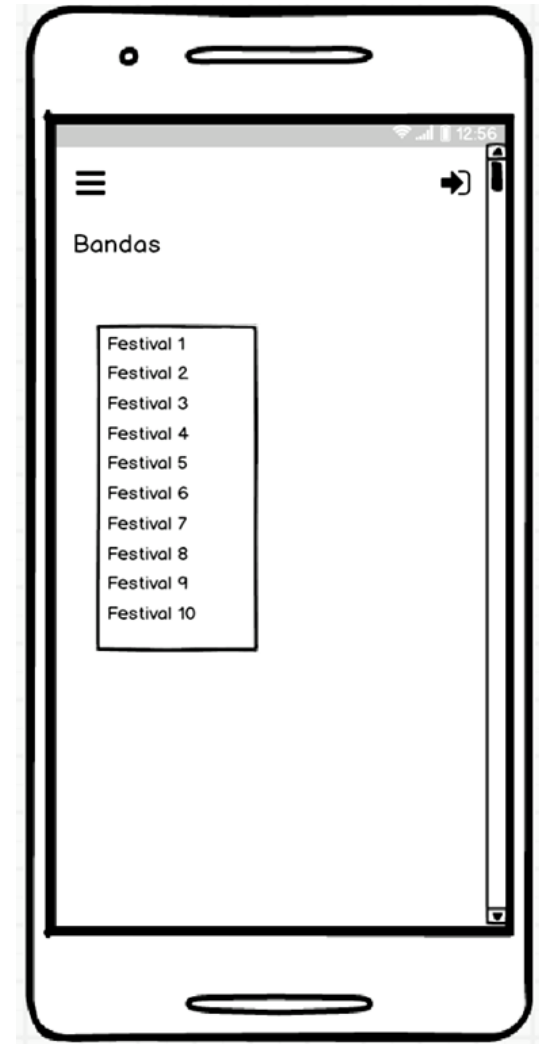 12:56
Bandas
Festival 1
Festival 2
Festival 3
Festival 4
Festival 5
Festival 6
Festival 7
Festival 8
Festival 9
Festival 10